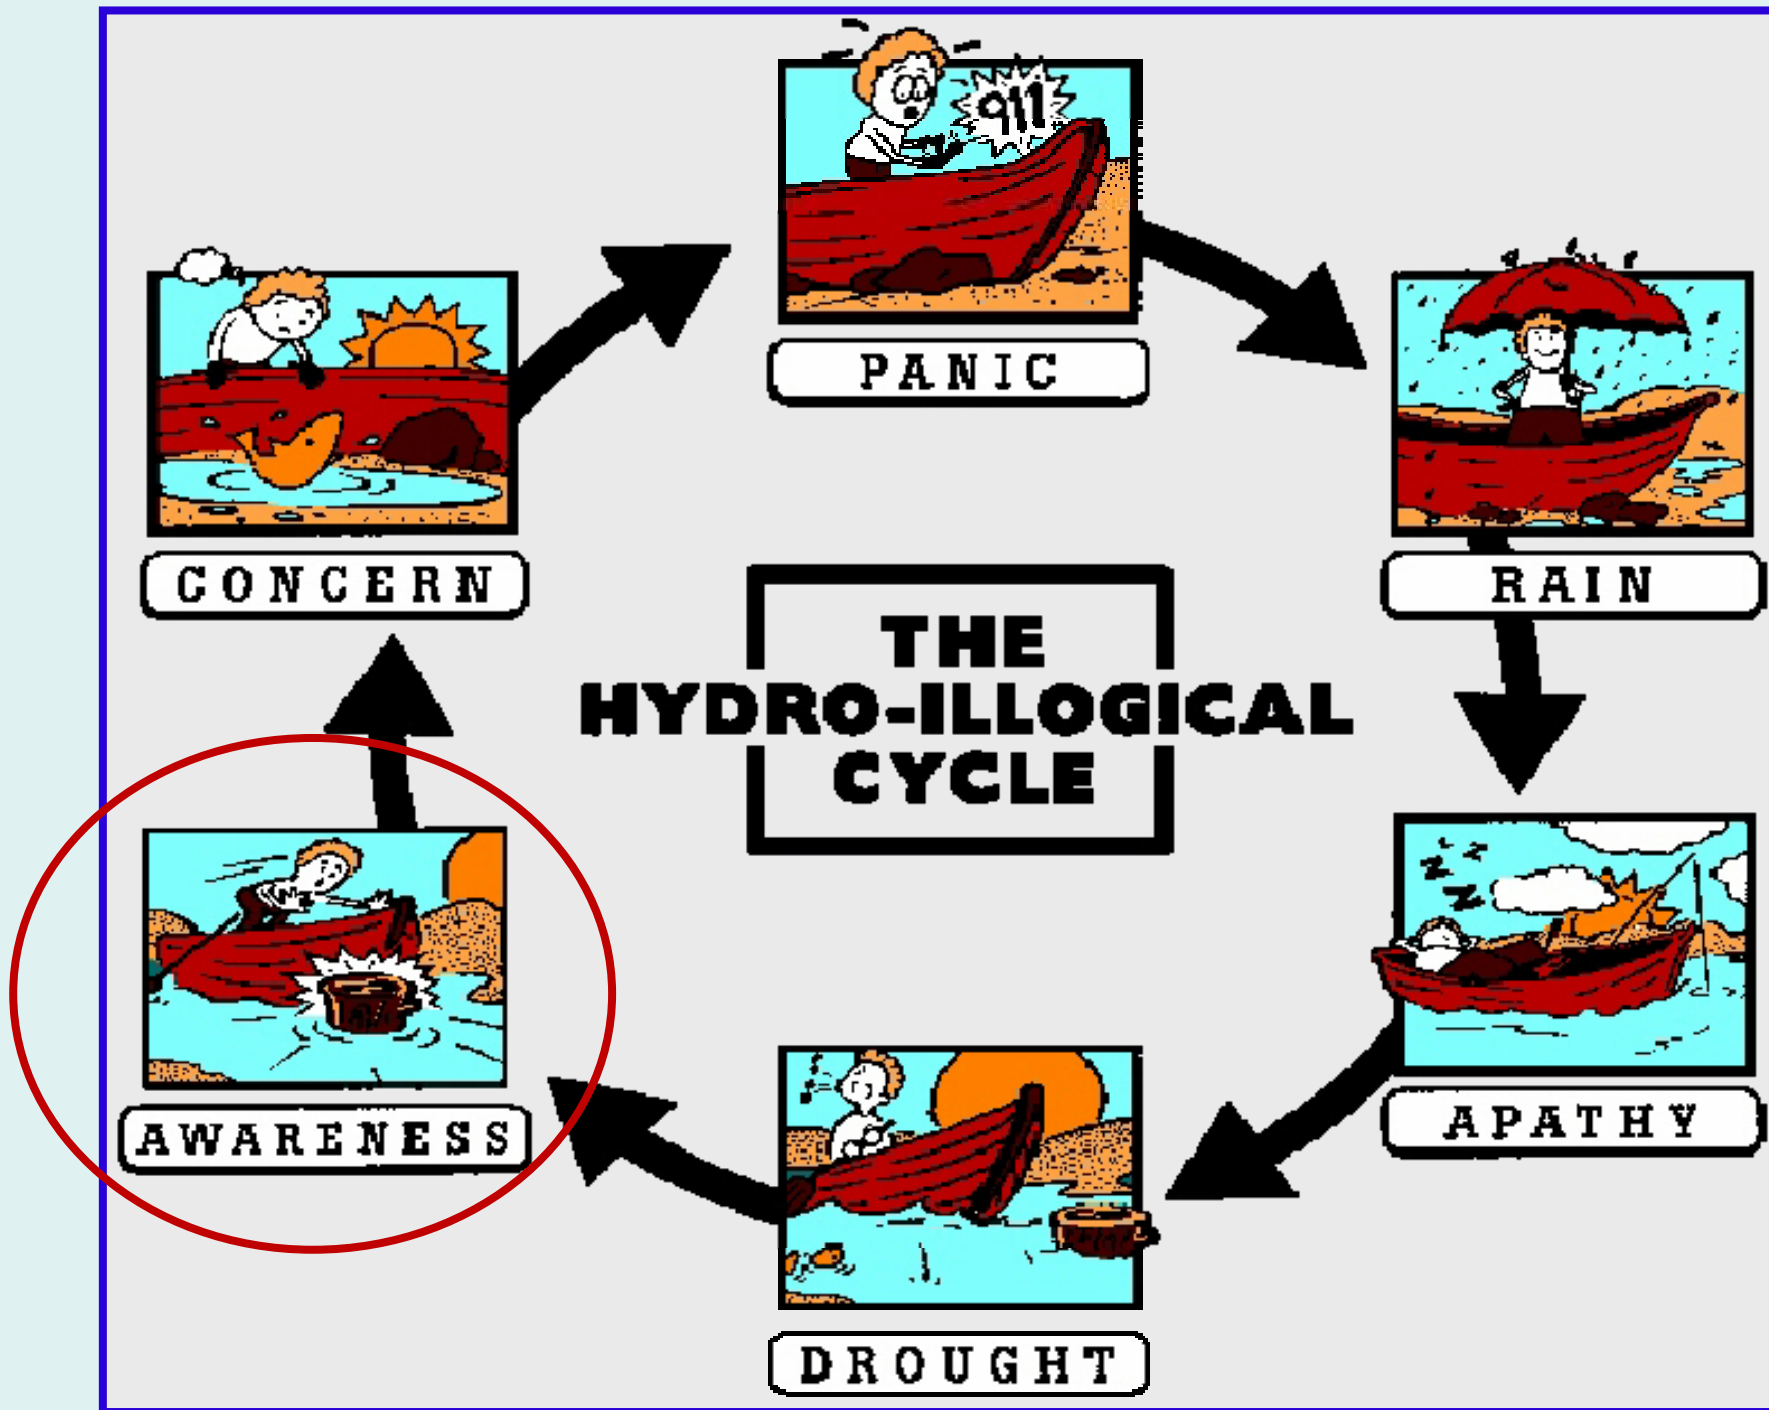 911
PANIC
CONCERN
RAIN
THE
HYDRO-ILLOGICAL
CYCLE
Z Z
Z
Z
AWARENESS
APATHY
DROUGHT